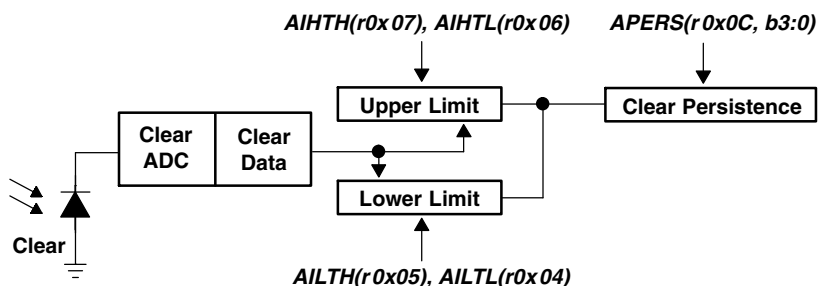 AIHTH(r0x07), AIHTL(r0x06)
APERS(r0x0C, b3:0)
Upper Limit
Clear Persistence
Clear
ADC
Clear
Data
Lower Limit
Clear
AILTH(r0x05), AILTL(r0x04)